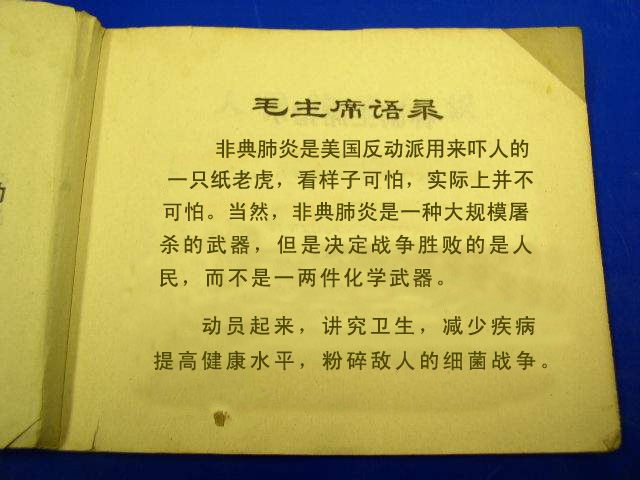 毛主席语录
非典肺炎是美国反动派用来吓人的
一只纸老虎，看样子可怕，实际上并不
可怕。当然，非典肺炎是一种大规模屠
杀的武器，但是决定战争胜败的是人
民，而不是一两件化学武器。
动员起来，讲究卫生，减少疾病
提高健康水平，粉碎敌人的细菌战争。